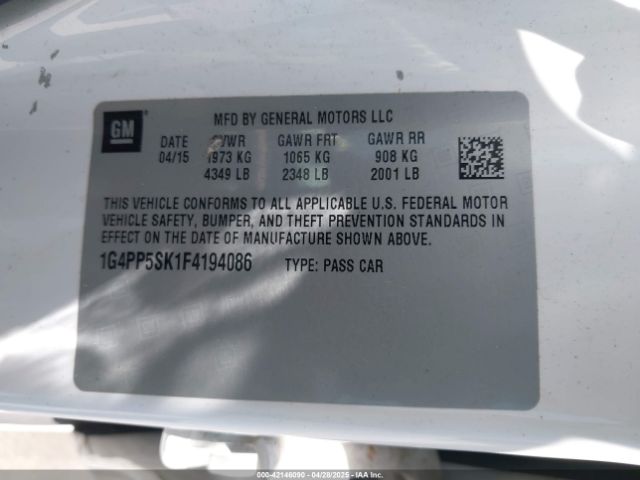 GM
MFD BY GENERAL MOTORS LLC
DATE GVWR GAWR FRT GAWR RR
04/15 1973 KG 1065 KG 908 KG
4349 LB 2348 LB 2001 LB
THIS VEHICLE CONFORMS TO ALL APPLICABLE U.S. FEDERAL MOTOR
VEHICLE SAFETY, BUMPER, AND THEFT PREVENTION STANDARDS IN
EFFECT ON THE DATE OF MANUFACTURE SHOWN ABOVE.
1G4PP5SK1F4194086 TYPE: PASS CAR
000-42146090 - 04/28/2025 - IAAI.COM